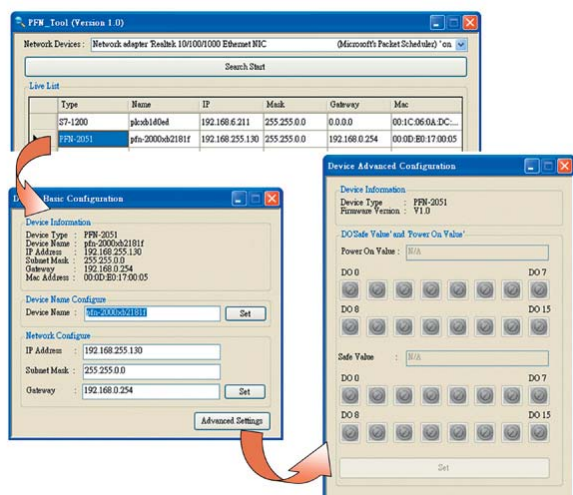 PFN_Tool (Version 1.0)
Network Devices : Network adapter 'Realtek 10/100/1000 Ethernet NIC (Microsoft's Packet Scheduler) ' on
Search Start
Live List
Type Name IP Mask Gateway Mac
S7-1200 plcxb1d0ed 192.168.6.211 255.255.0.0 0.0.0.0 00:1C:06:0A:DC:...
PFN-2051 pfn-2000xb2181f 192.168.255.130 255.255.0.0 192.168.0.254 00:0D:E0:17:00:05
Basic Configuration
Device Information
Device Type : PFN-2051
Device Name : pfn-2000xb2181f
IP Address : 192.168.255.130
Subnet Mask : 255.255.0.0
Gateway : 192.168.0.254
Mac Address : 00:0D:E0:17:00:05
Device Name Configure
Device Name : pfn-2000xb2181f Set
Network Configure
IP Address : 192.168.255.130
Subnet Mask : 255.255.0.0
Gateway : 192.168.0.254 Set
Advanced Settings
Device Advanced Configuration
Device Information
Device Type : PFN-2051
Firmware Version : V1.0
DO'Safe Value' and 'Power On Value'
Power On Value : N/A
DO 0 DO 7
DO 8 DO 15
Safe Value : N/A
DO 0 DO 7
DO 8 DO 15
Set